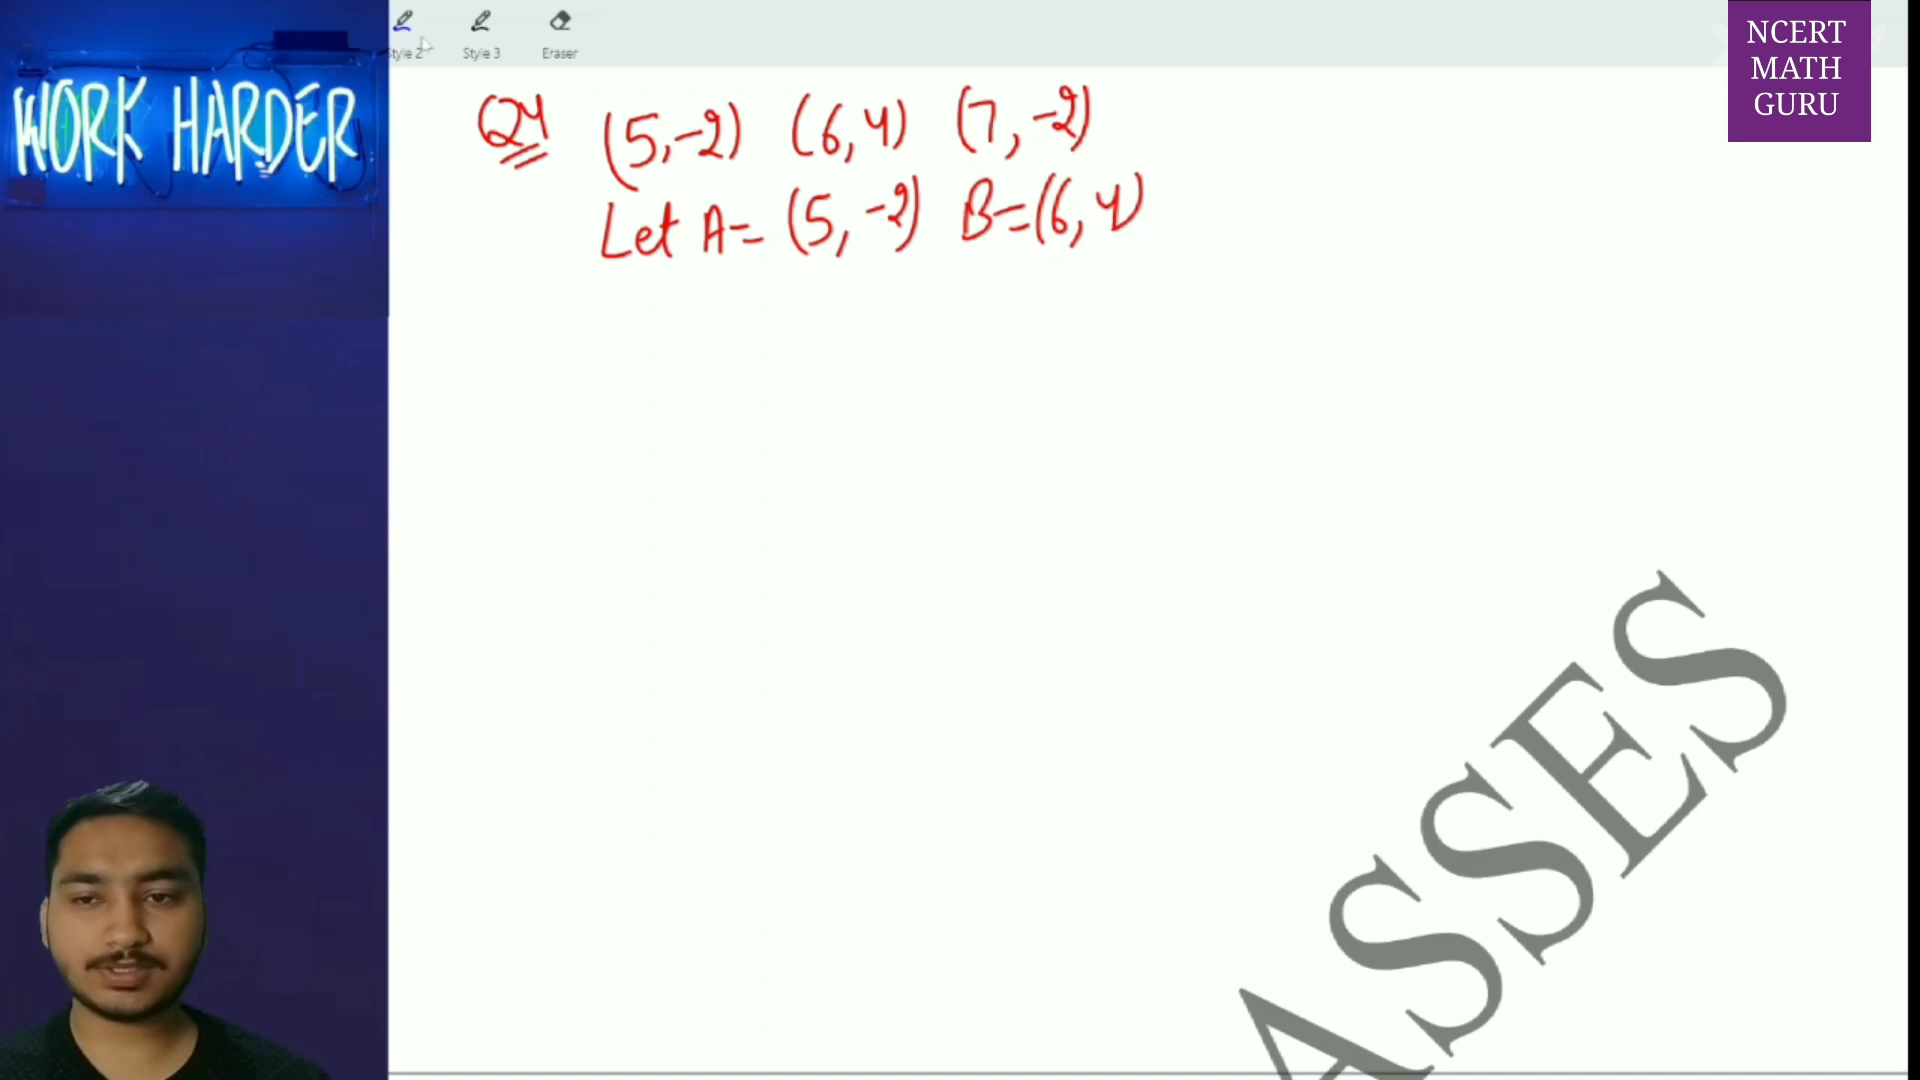 WORK HARDER
Style 2
Style 3
Eraser
NCERT
MATH
GURU
Q4 (5,-2) (6,4) (7,-2)
Let A= (5,-2) B=(6,4)
ASSES